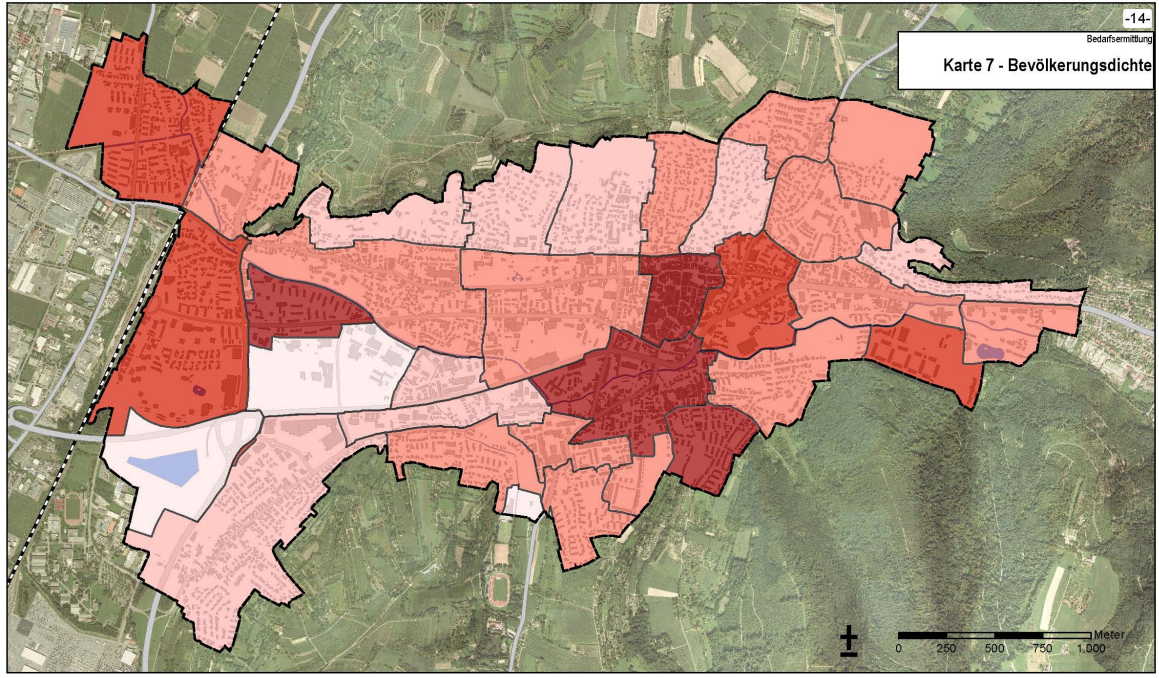 -14-
Bedarfsermittlung
Karte 7 - Bevölkerungsdichte
Meter
0 250 500 750 1.000